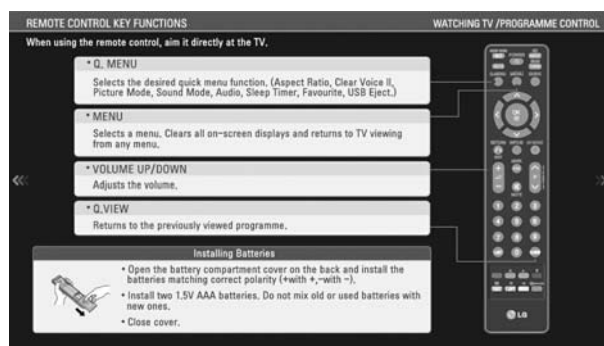 REMOTE CONTROL KEY FUNCTIONS
WATCHING TV /PROGRAMME CONTROL
When using the remote control, aim it directly at the TV.
• Q. MENU
Selects the desired quick menu function. (Aspect Ratio, Clear Voice II,
Picture Mode, Sound Mode, Audio, Sleep Timer, Favourite, USB Eject.)
• MENU
Selects a menu. Clears all on-screen displays and returns to TV viewing
from any menu.
• VOLUME UP/DOWN
Adjusts the volume.
• Q.VIEW
Returns to the previously viewed programme.
Installing Batteries
• Open the battery compartment cover on the back and install the
batteries matching correct polarity (+with +,-with -).
• Install two 1.5V AAA batteries. Do not mix old or used batteries with
new ones.
• Close cover.
LG